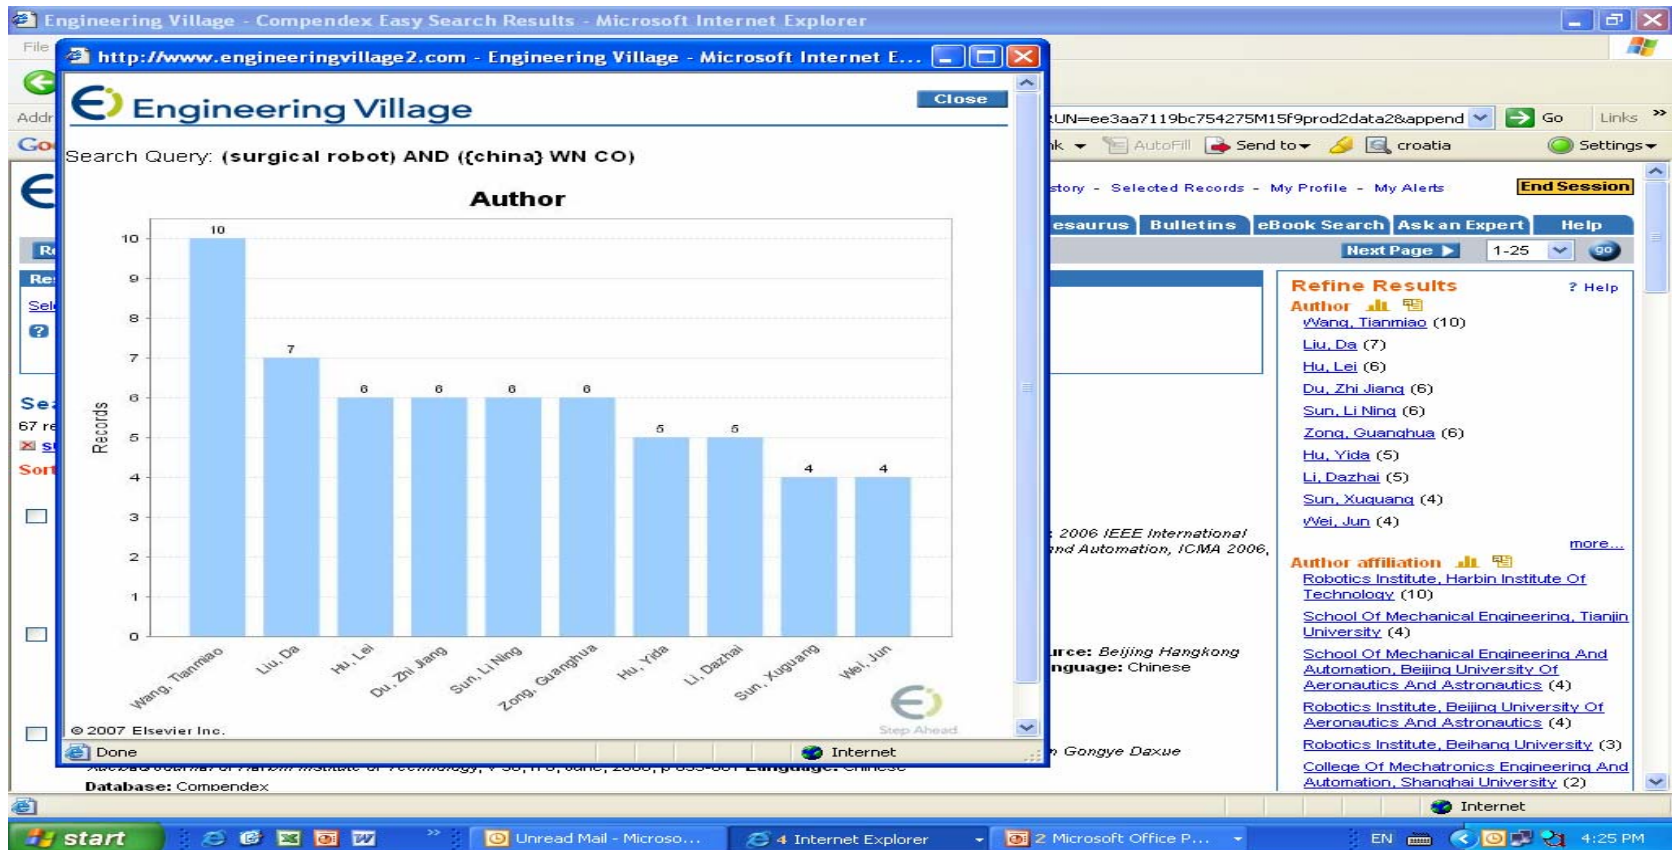 Engineering Village - Compendex Easy Search Results - Microsoft Internet Explorer
File
http://www.engineeringvillage2.com - Engineering Village - Microsoft Internet E...
Engineering Village
Close
Addr
:UN=ee3aa7119bc754275M15f9prod2data2&append
Go
Links »
AutoFill
Send to
croatia
Settings
Search Query: (surgical robot) AND ({china} WN CO)
story - Selected Records - My Profile - My Alerts
End Session
esaurus
Bulletins
eBook Search
Ask an Expert
Help
Next Page
1-25
go
Author
Records
10
9
8
7
6
5
4
3
2
1
0
10
7
6
6
6
6
5
5
4
4
Wang, Tianmiao
Liu, Da
Hu, Lei
Du, Zhi Jiang
Sun, Li Ning
Zong, Guanghua
Hu, Yida
Li, Dazhai
Sun, Xuguang
Wei, Jun
Step Ahead
© 2007 Elsevier Inc.
Done
Internet
Sele
67 re
Sort
: 2006 IEEE International
and Automation, ICMA 2006,
urce: Beijing Hangkong
nguage: Chinese
n Gongye Daxue
Database: Compendex
Refine Results
? Help
Author
Wang, Tianmiao (10)
Liu, Da (7)
Hu, Lei (6)
Du, Zhi Jiang (6)
Sun, Li Ning (6)
Zong, Guanghua (6)
Hu, Yida (5)
Li, Dazhai (5)
Sun, Xuguang (4)
Wei, Jun (4)
more...
Author affiliation
Robotics Institute, Harbin Institute Of
Technology (10)
School Of Mechanical Engineering, Tianjin
University (4)
School Of Mechanical Engineering And
Automation, Beijing University Of
Aeronautics And Astronautics (4)
Robotics Institute, Beijing University Of
Aeronautics And Astronautics (4)
Robotics Institute, Beihang University (3)
College Of Mechatronics Engineering And
Automation, Shanghai University (2)
Internet
start
»
Unread Mail - Microso...
4 Internet Explorer
2 Microsoft Office P...
EN
4:25 PM